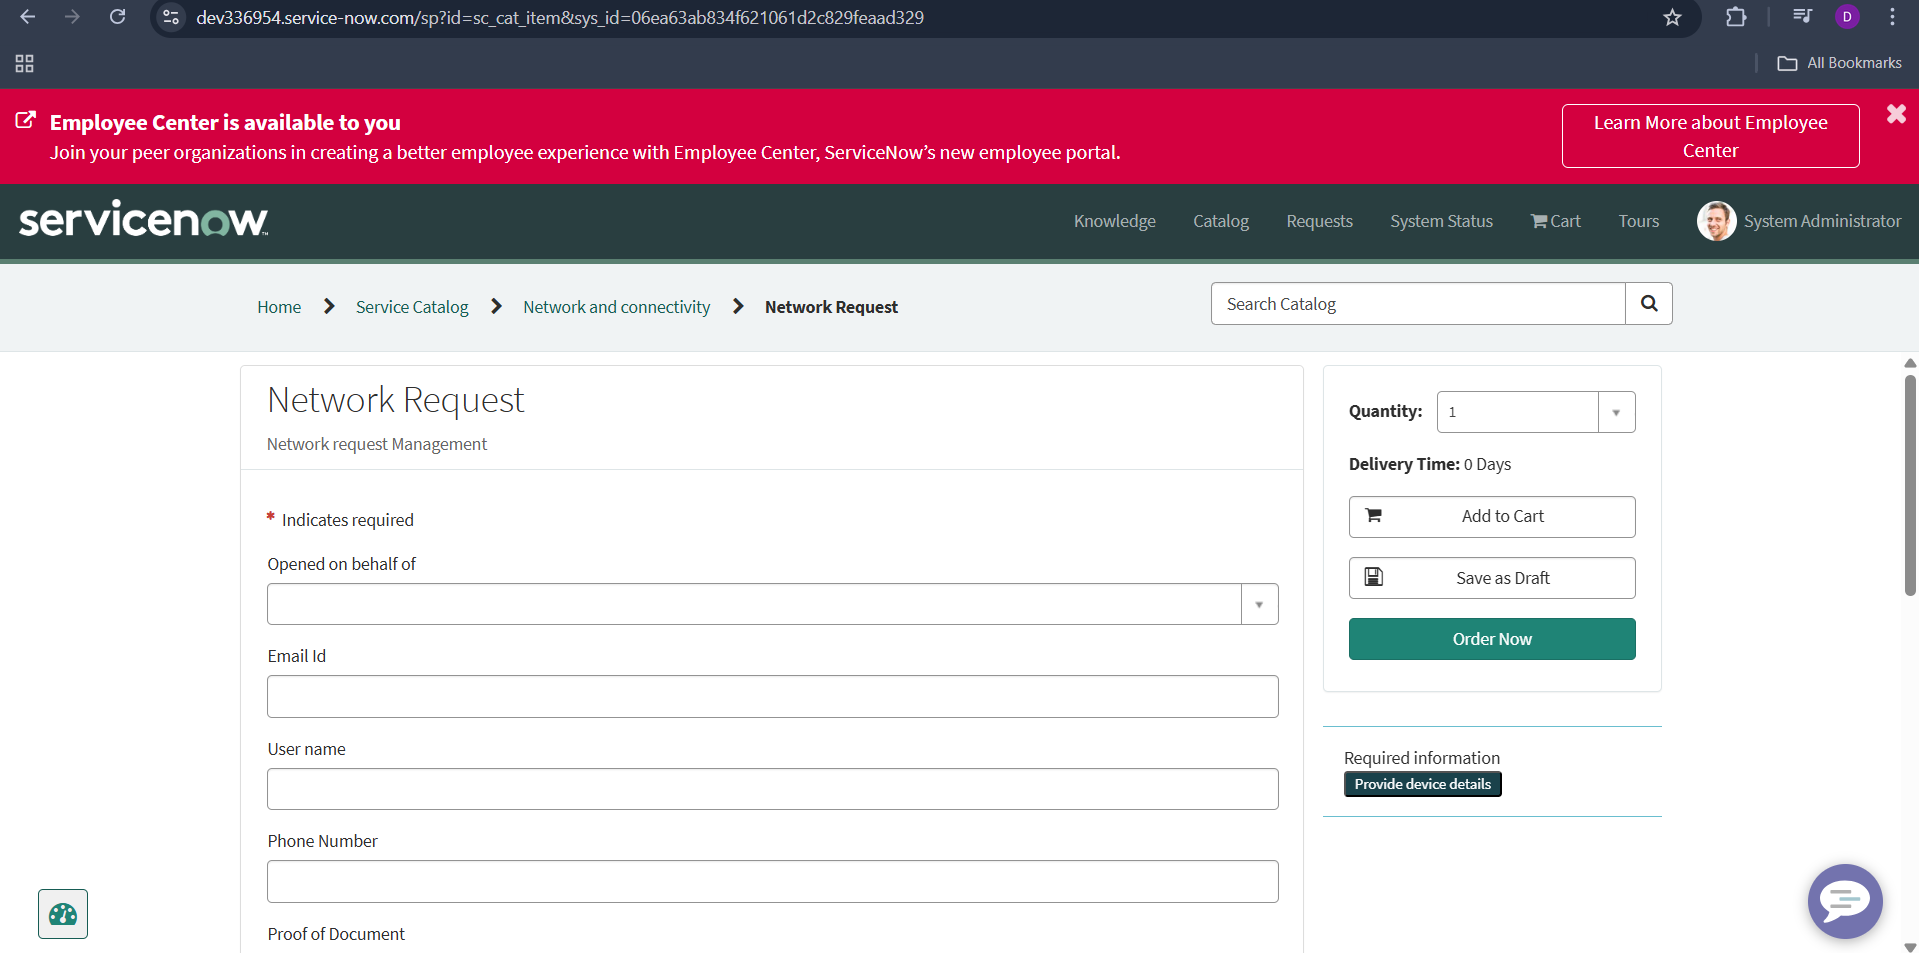 dev336954.service-now.com/sp?id=sc_cat_item&sys_id=06ea63ab834f621061d2c829feaad329
D
All Bookmarks
Employee Center is available to you
Join your peer organizations in creating a better employee experience with Employee Center, ServiceNow’s new employee portal.
Learn More about Employee
Center
servicenow
Knowledge
Catalog
Requests
System Status
Cart
Tours
System Administrator
Home
Service Catalog
Network and connectivity
Network Request
Search Catalog
Network Request
Network request Management
* Indicates required
Opened on behalf of
Email Id
User name
Phone Number
Proof of Document
Quantity: 1
Delivery Time: 0 Days
Add to Cart
Save as Draft
Order Now
Required information
Provide device details